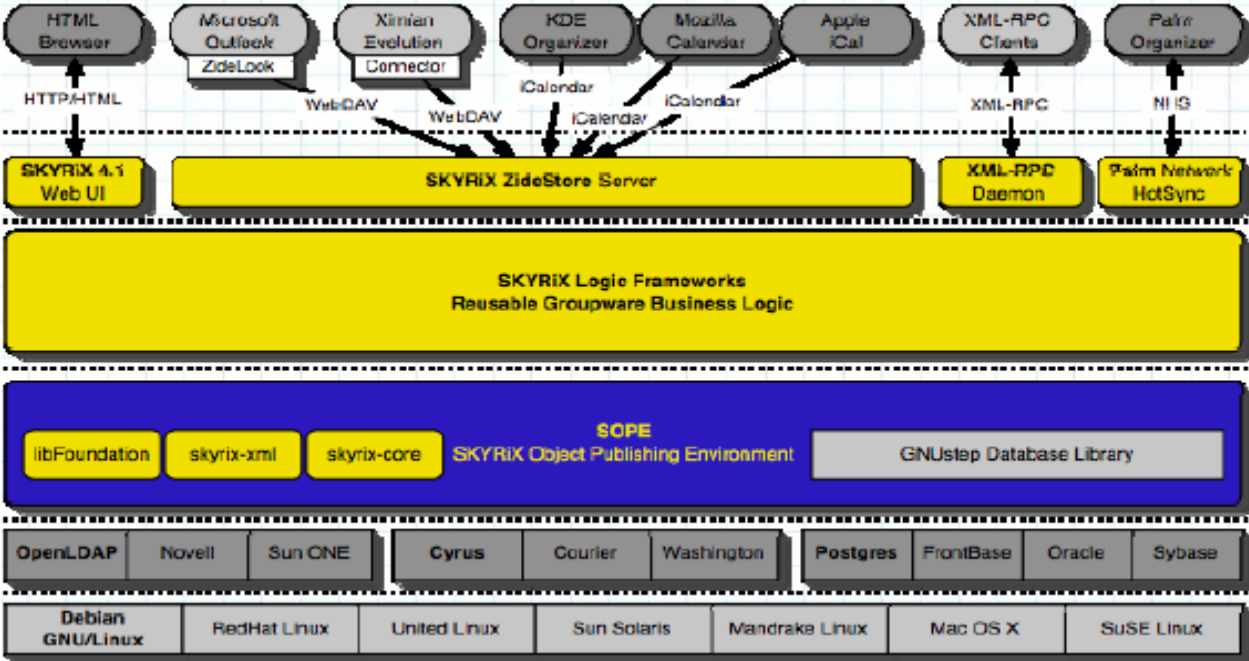 HTML
Browser
Microsoft
Outlook
ZideLook
Ximian
Evolution
Connector
KDE
Organizer
Mozilla
Calendar
Apple
iCal
XML-RPC
Clients
Palm
Organizer
HTTP/HTML
WebDAV
WebDAV
iCalendar
iCalendar
iCalendar
XML-RPC
NHS
SKYRiX 4.1
Web UI
SKYRiX ZideStore Server
XML-RPC
Daemon
Palm Network
HotSync
SKYRiX Logic Frameworks
Reusable Groupware Business Logic
libFoundation
skyrix-xml
skyrix-core
SOPE
SKYRiX Object Publishing Environment
GNUstep Database Library
OpenLDAP
Novell
Sun ONE
Cyrus
Courier
Washington
Postgres
FrontBase
Oracle
Sybase
Debian
GNU/Linux
RedHat Linux
United Linux
Sun Solaris
Mandrake Linux
Mac OS X
SuSE Linux